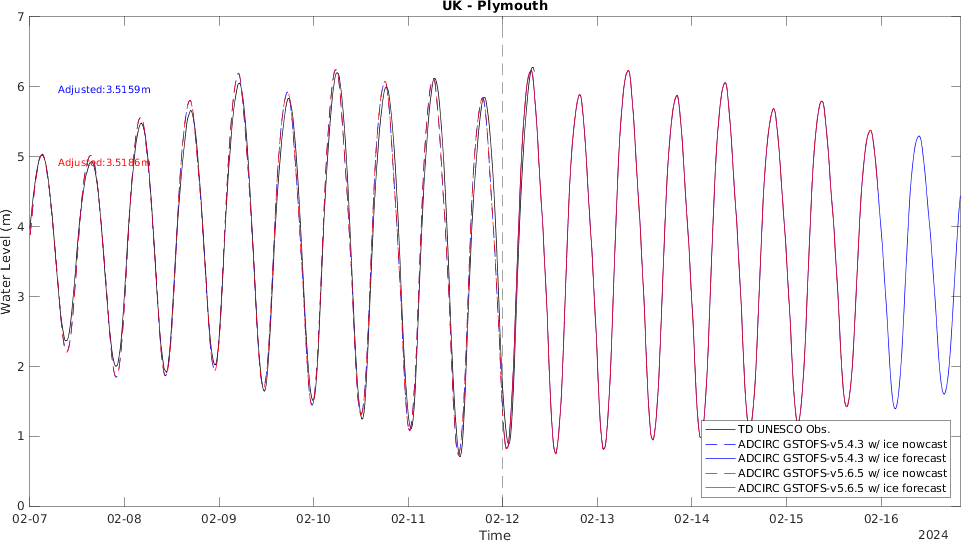 UK - Plymouth
7
6
5
4
3
2
1
0
Water Level (m)
Adjusted:3.5159m
Adjusted:3.5186m
TD UNESCO Obs.
ADCIRC GSTOFS-v5.4.3 w/ ice nowcast
ADCIRC GSTOFS-v5.4.3 w/ ice forecast
ADCIRC GSTOFS-v5.6.5 w/ ice nowcast
ADCIRC GSTOFS-v5.6.5 w/ ice forecast
02-07 02-08 02-09 02-10 02-11 02-12 02-13 02-14 02-15 02-16
Time
2024